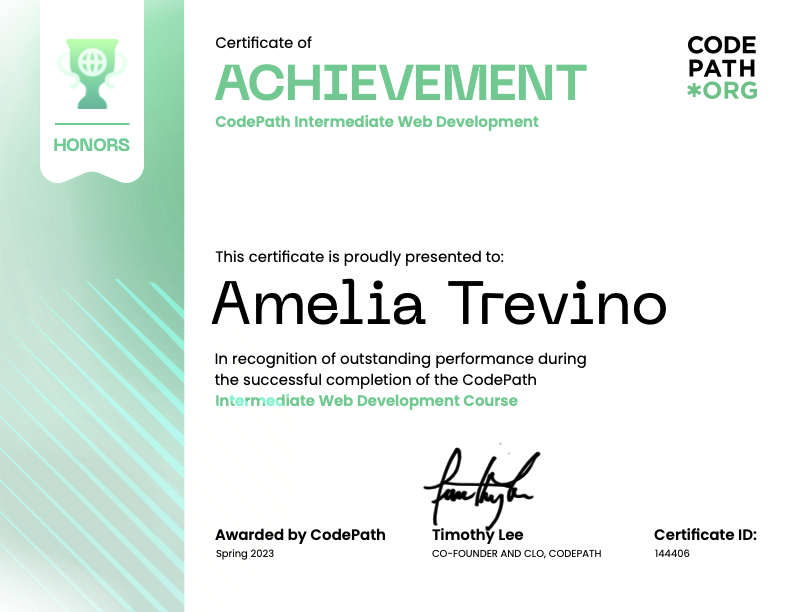 HONORS
Certificate of
ACHIEVEMENT
CodePath Intermediate Web Development
CODE
PATH
*ORG
This certificate is proudly presented to:
Amelia Trevino
In recognition of outstanding performance during
the successful completion of the CodePath
Intermediate Web Development Course
Awarded by CodePath
Spring 2023
Timothy Lee
CO-FOUNDER AND CLO, CODEPATH
Certificate ID:
144406